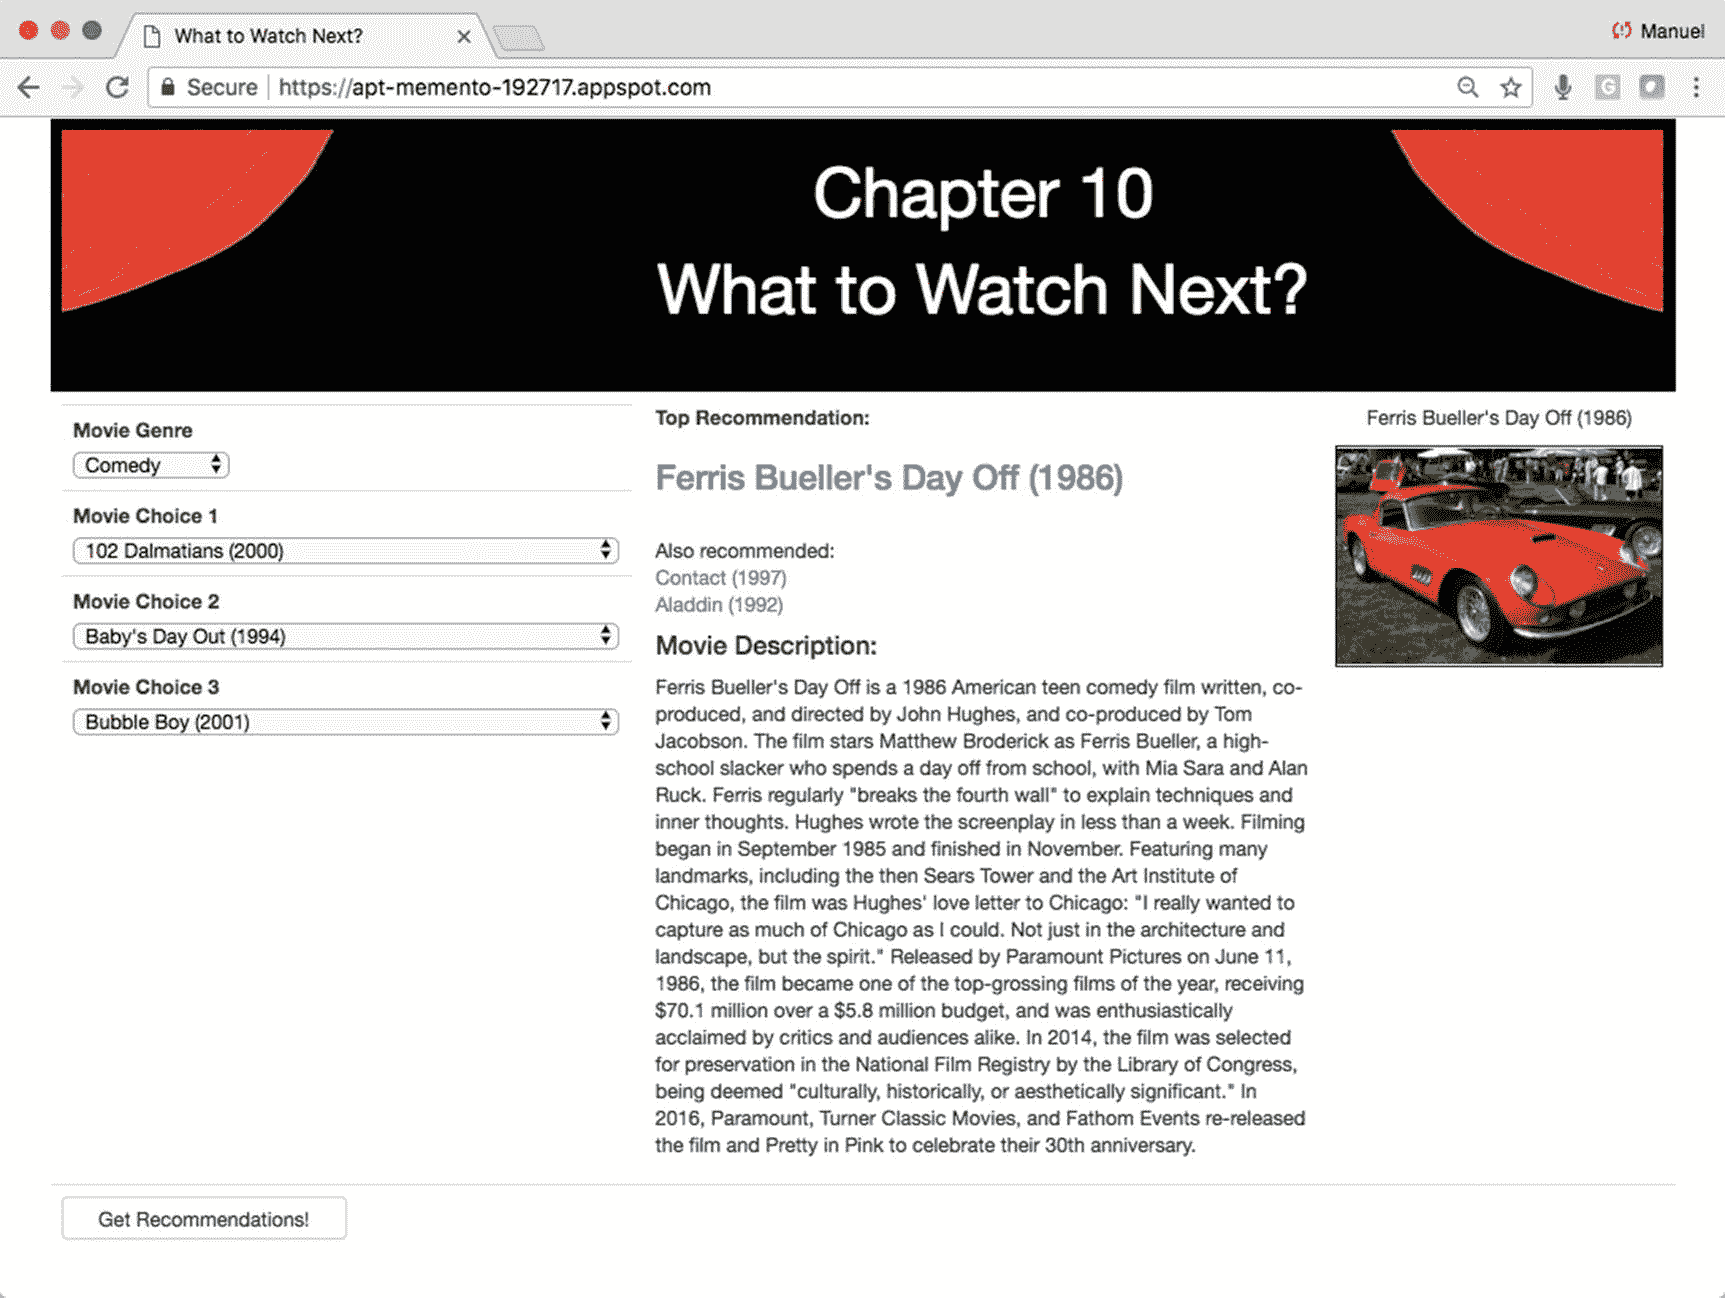 What to Watch Next?
Manuel
Secure
https://apt-memento-192717.appspot.com
Chapter 10
What to Watch Next?
Movie Genre
Comedy
Movie Choice 1
102 Dalmatians (2000)
Movie Choice 2
Baby's Day Out (1994)
Movie Choice 3
Bubble Boy (2001)
Top Recommendation:
Ferris Bueller's Day Off (1986)
Also recommended:
Contact (1997)
Aladdin (1992)
Movie Description:
Ferris Bueller's Day Off is a 1986 American teen comedy film written, co-
produced, and directed by John Hughes, and co-produced by Tom
Jacobson. The film stars Matthew Broderick as Ferris Bueller, a high-
school slacker who spends a day off from school, with Mia Sara and Alan
Ruck. Ferris regularly "breaks the fourth wall" to explain techniques and
inner thoughts. Hughes wrote the screenplay in less than a week. Filming
began in September 1985 and finished in November. Featuring many
landmarks, including the then Sears Tower and the Art Institute of
Chicago, the film was Hughes' love letter to Chicago: "I really wanted to
capture as much of Chicago as I could. Not just in the architecture and
landscape, but the spirit." Released by Paramount Pictures on June 11,
1986, the film became one of the top-grossing films of the year, receiving
$70.1 million over a $5.8 million budget, and was enthusiastically
acclaimed by critics and audiences alike. In 2014, the film was selected
for preservation in the National Film Registry by the Library of Congress,
being deemed "culturally, historically, or aesthetically significant." In
2016, Paramount, Turner Classic Movies, and Fathom Events re-released
the film and Pretty in Pink to celebrate their 30th anniversary.
Ferris Bueller's Day Off (1986)
Get Recommendations!